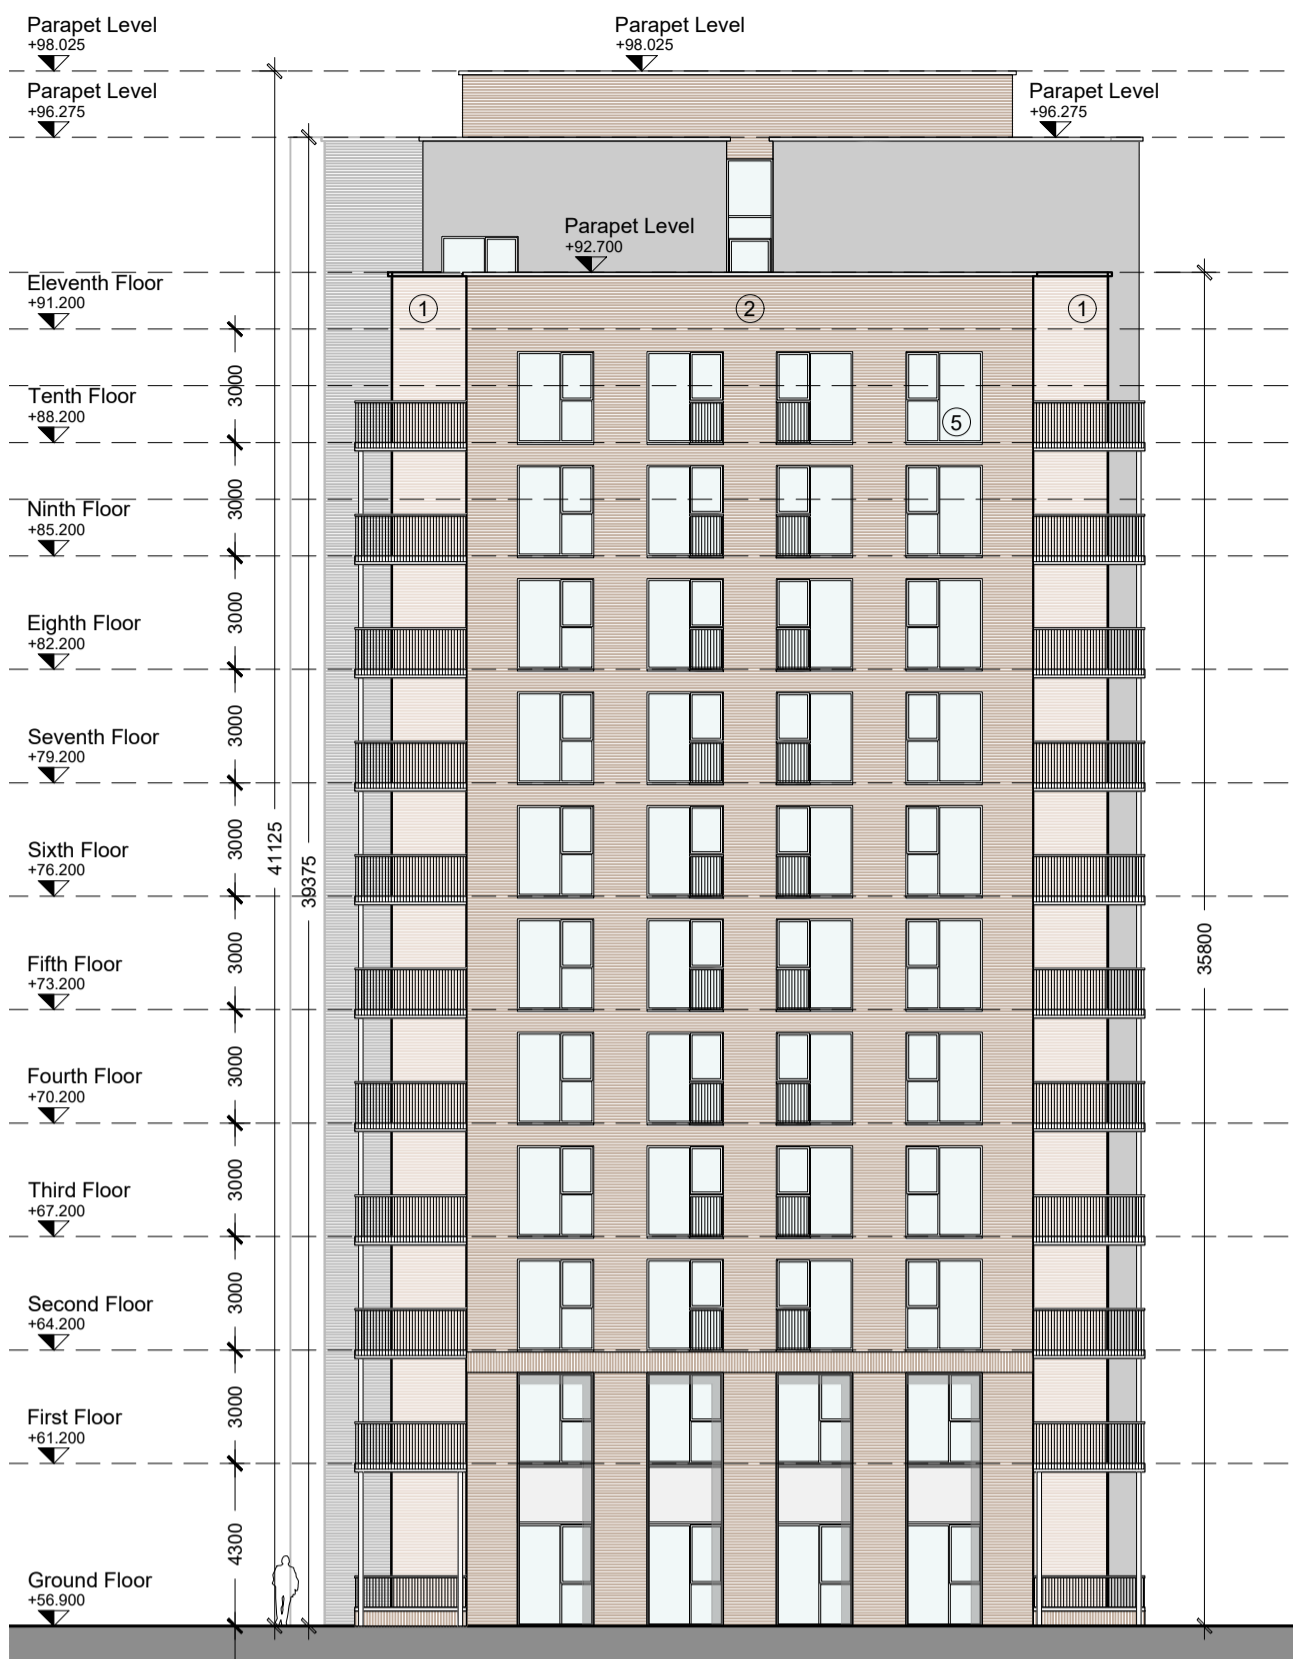 Parapet Level
+98.025
Parapet Level
+98.025
Parapet Level
+96.275
Parapet Level
+96.275
Parapet Level
+92.700
Eleventh Floor
+91.200
1
2
1
3000
Tenth Floor
+88.200
5
3000
Ninth Floor
+85.200
3000
Eighth Floor
+82.200
3000
Seventh Floor
+79.200
3000
41125
39375
Sixth Floor
+76.200
3000
35800
Fifth Floor
+73.200
3000
Fourth Floor
+70.200
3000
Third Floor
+67.200
3000
Second Floor
+64.200
3000
First Floor
+61.200
4300
Ground Floor
+56.900